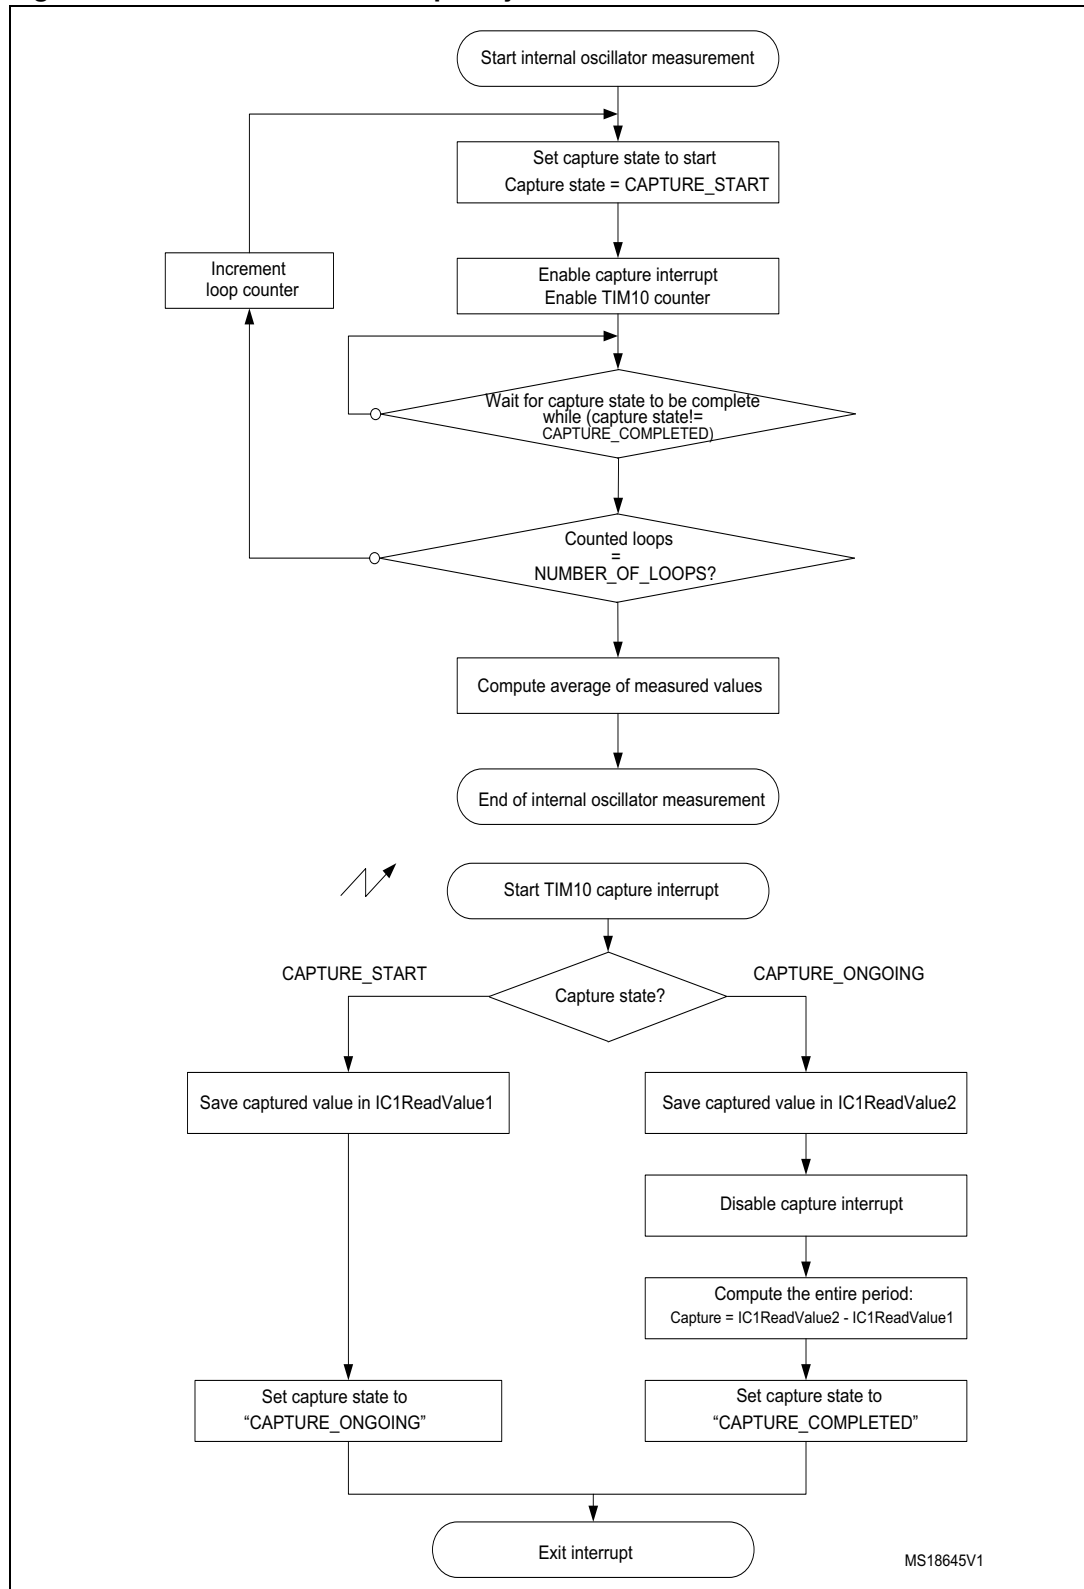 Start internal oscillator measurement
Set capture state to start
Capture state = CAPTURE_START
Increment
loop counter
Enable capture interrupt
Enable TIM10 counter
Wait for capture state to be complete
while (capture state!=
CAPTURE_COMPLETED)
Counted loops
=
NUMBER_OF_LOOPS?
Compute average of measured values
End of internal oscillator measurement
Start TIM10 capture interrupt
CAPTURE_START
CAPTURE_ONGOING
Capture state?
Save captured value in IC1ReadValue1
Save captured value in IC1ReadValue2
Disable capture interrupt
Compute the entire period:
Capture = IC1ReadValue2 - IC1ReadValue1
Set capture state to
“CAPTURE_ONGOING”
Set capture state to
“CAPTURE_COMPLETED”
Exit interrupt
MS18645V1